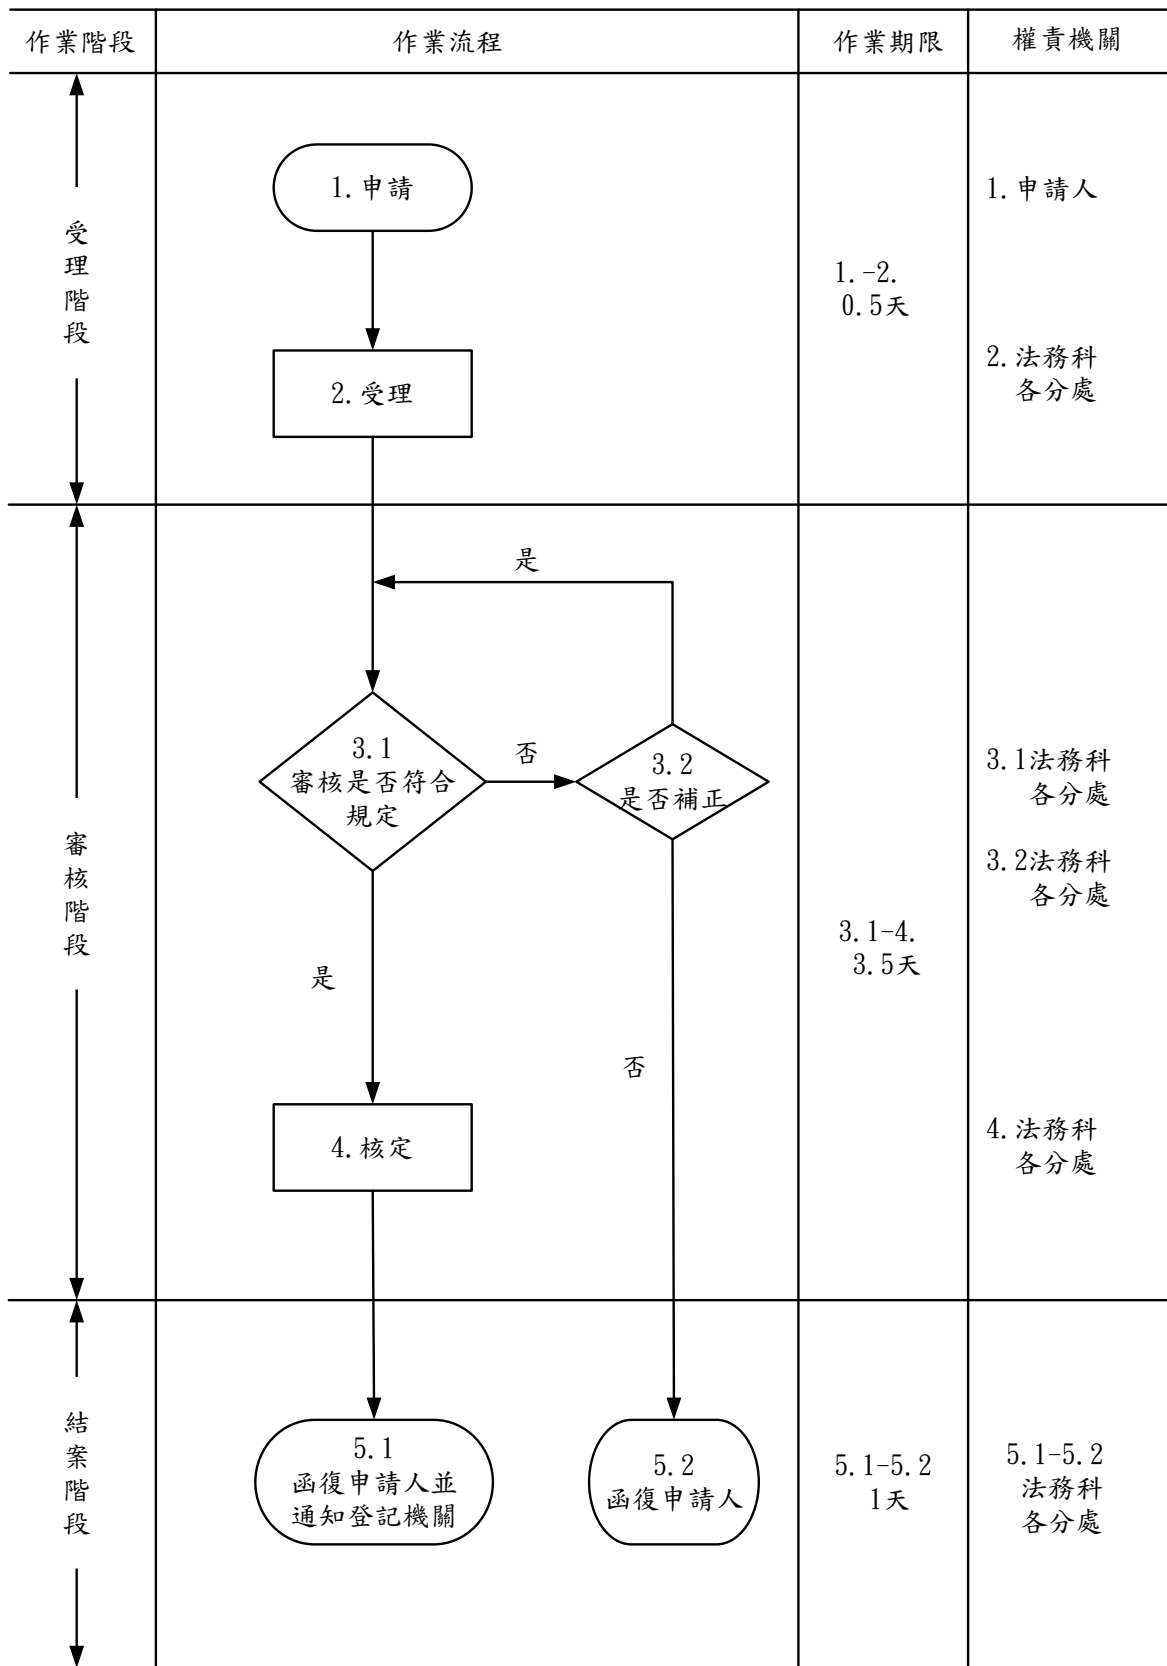 作業階段
作業流程
作業期限
權責機關
受理階段
1.申請
1.申請人
1.-2.
0.5天
2.受理
2.法務科
各分處
審核階段
是
3.1
審核是否符合
規定
否
3.2
是否補正
3.1法務科
各分處
3.2法務科
各分處
3.1-4.
3.5天
是
否
4.核定
4.法務科
各分處
結案階段
5.1
函復申請人並
通知登記機關
5.2
函復申請人
5.1-5.2
1天
5.1-5.2
法務科
各分處